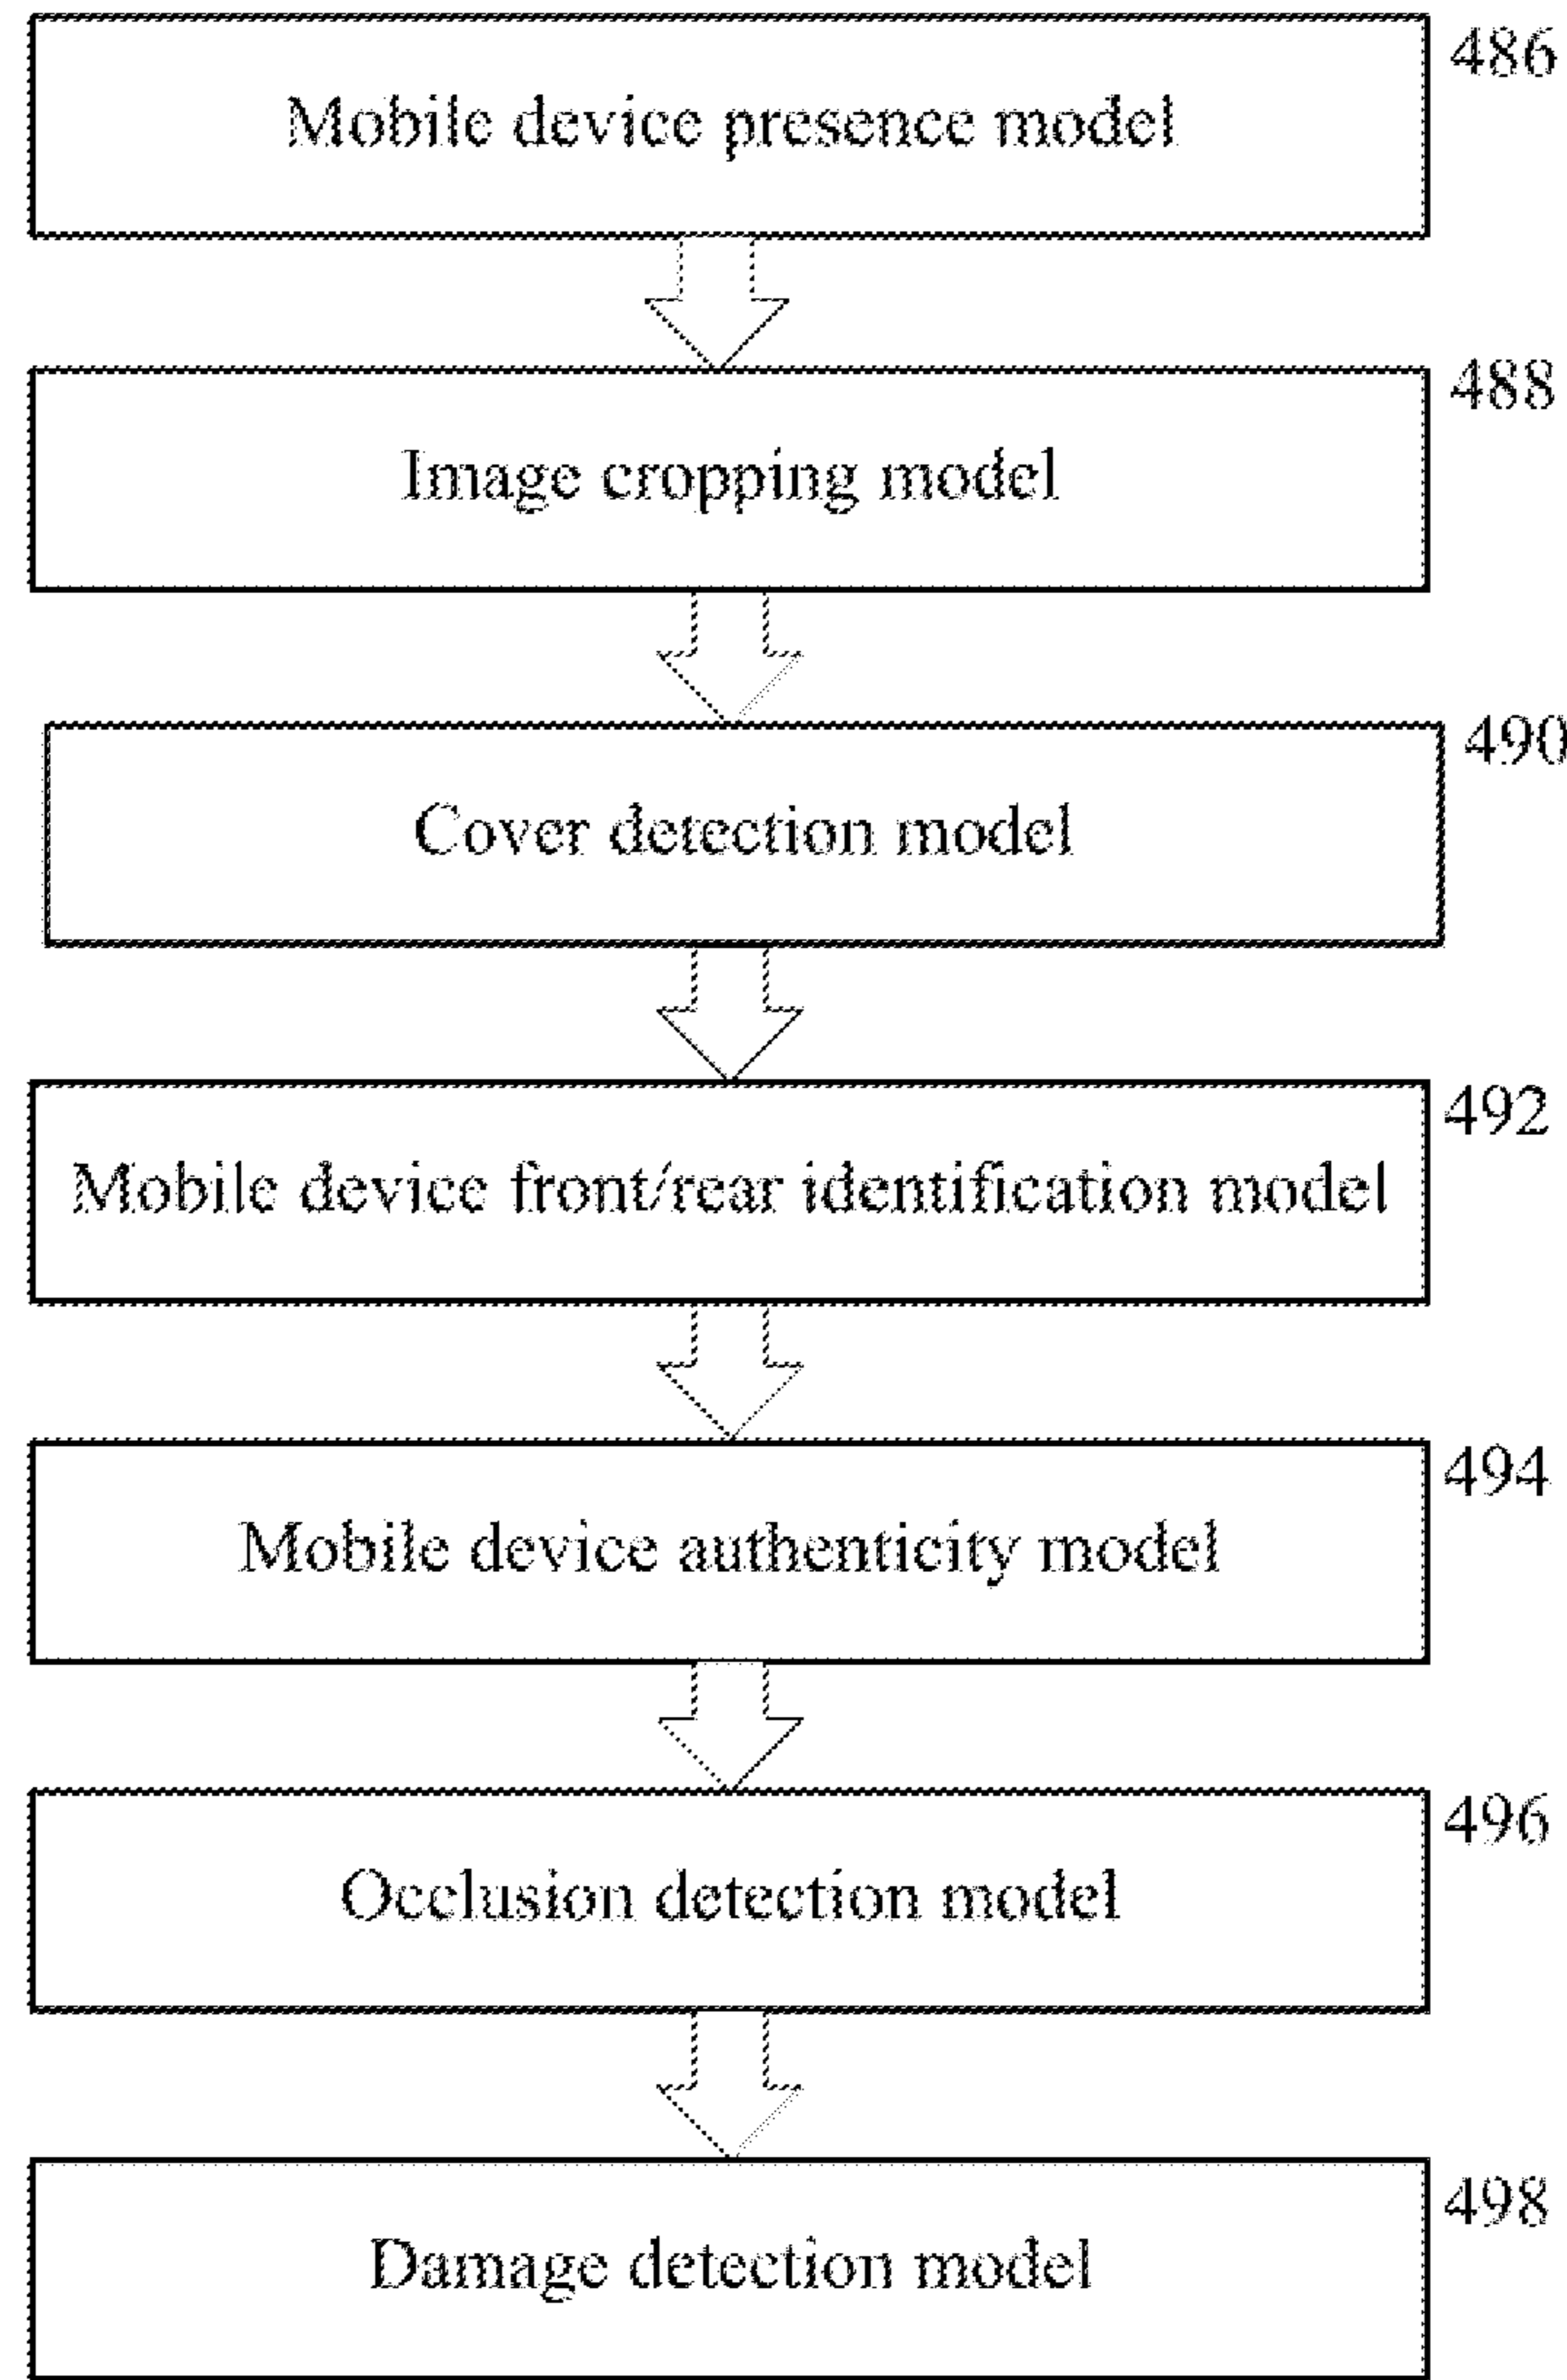 486
Mobile device presence model
488
Image cropping model
490
Cover detection model
492
Mobile device front/rear identification model
494
Mobile device authenticity model
496
Occlusion detection model
498
Damage detection model